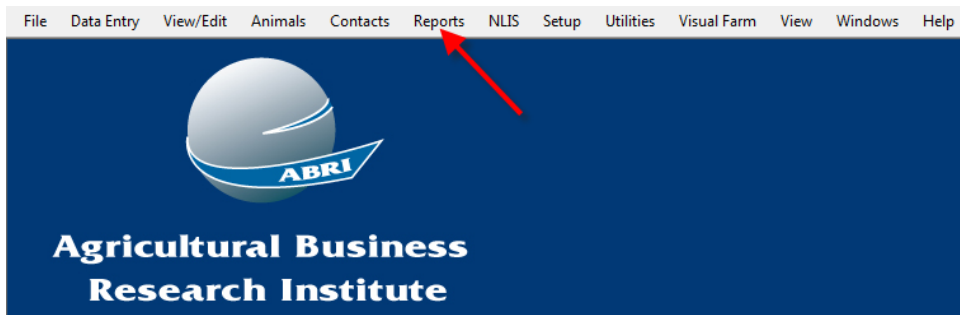 File Data Entry View/Edit Animals Contacts Reports NLIS Setup Utilities Visual Farm View Windows Help
ABRI
Agricultural Business
Research Institute